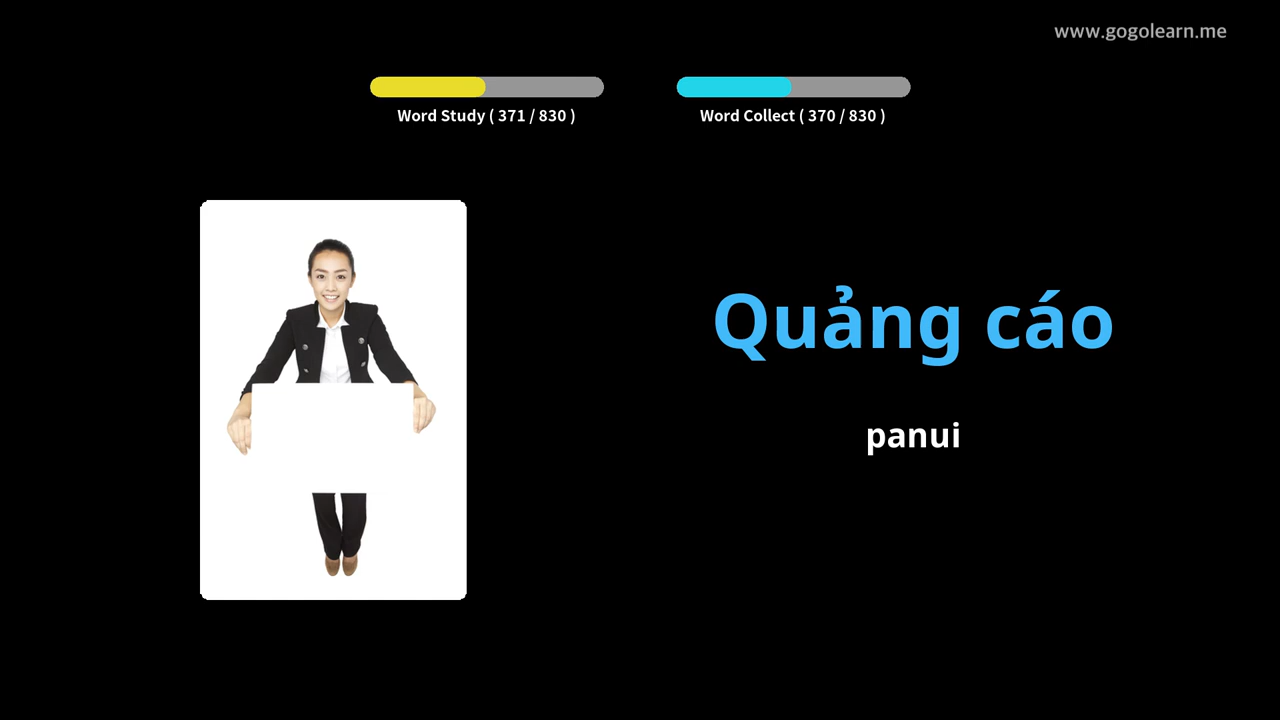 www.gogolearn.me
Word Study ( 371 / 830 )
Word Collect ( 370 / 830 )
Quảng cáo
panui